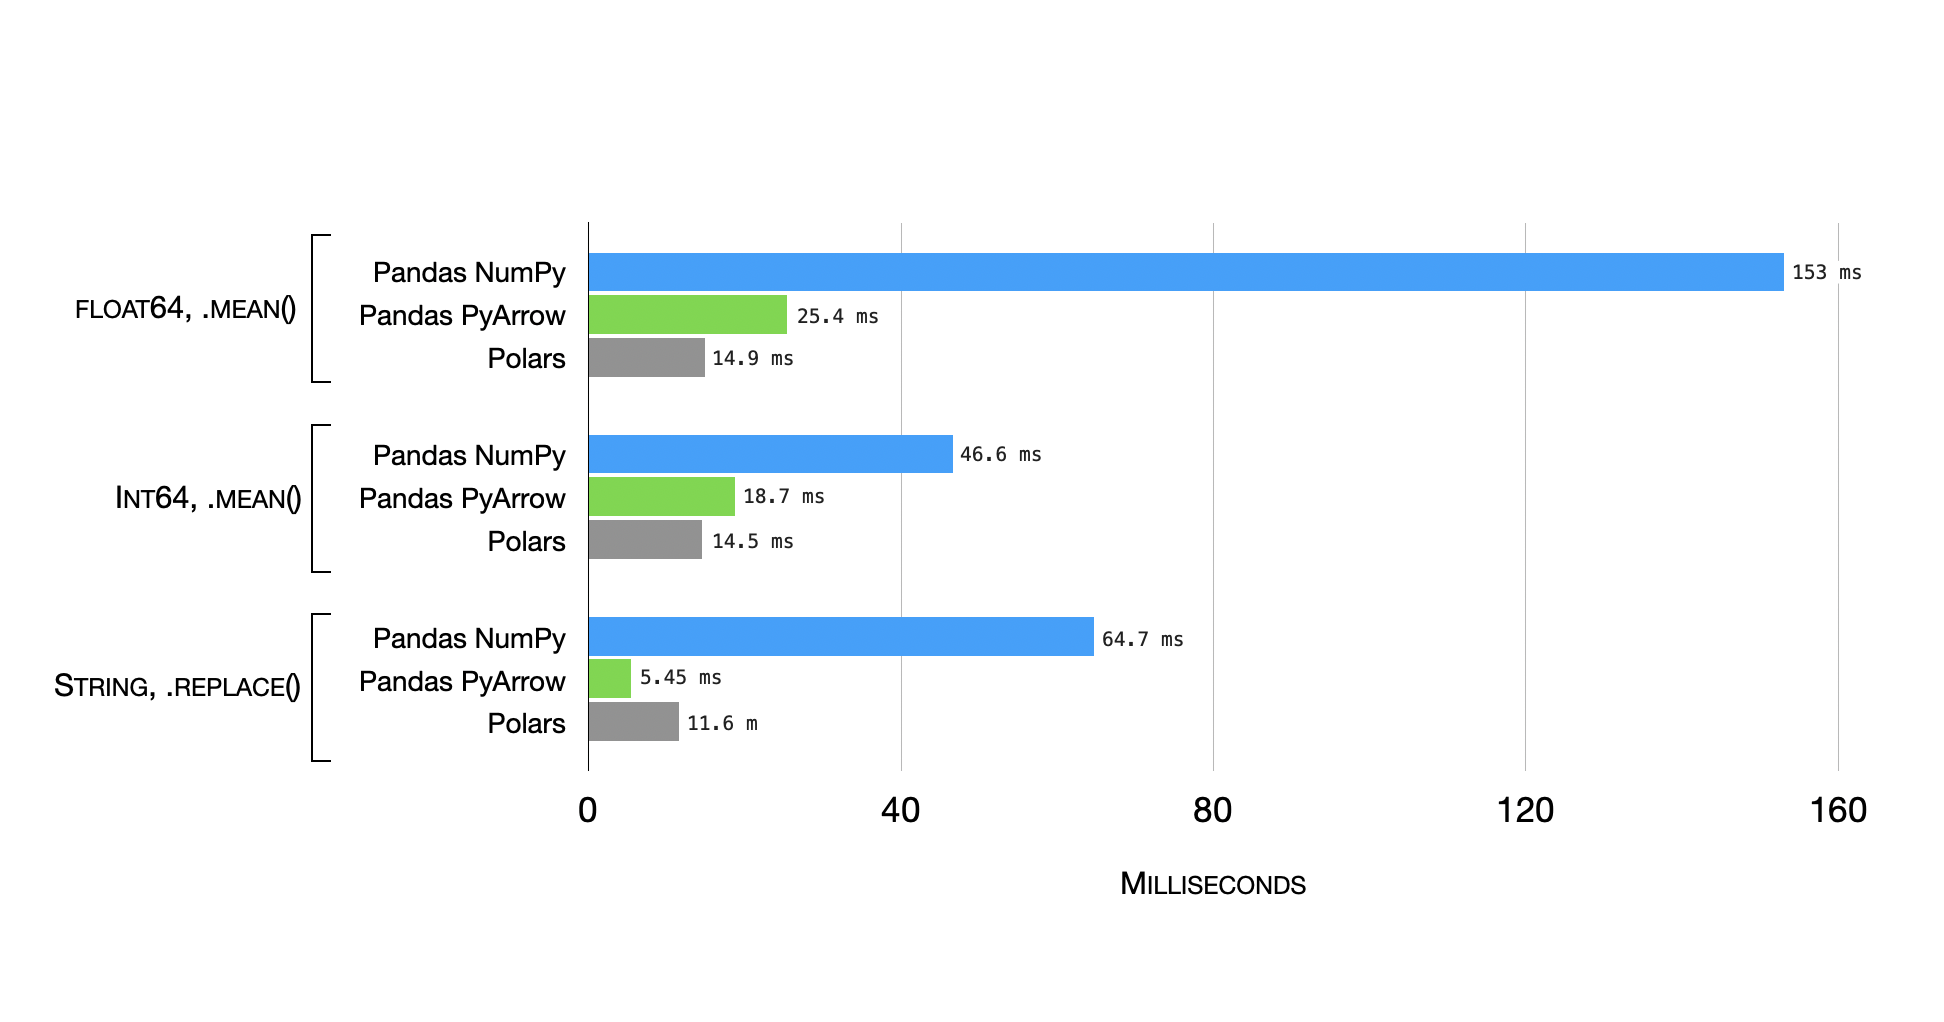 FLOAT64, .MEAN()
Pandas NumPy 153 ms
Pandas PyArrow 25.4 ms
Polars 14.9 ms
INT64, .MEAN()
Pandas NumPy 46.6 ms
Pandas PyArrow 18.7 ms
Polars 14.5 ms
STRING, .REPLACE()
Pandas NumPy 64.7 ms
Pandas PyArrow 5.45 ms
Polars 11.6 m
0 40 80 120 160
MILLISECONDS